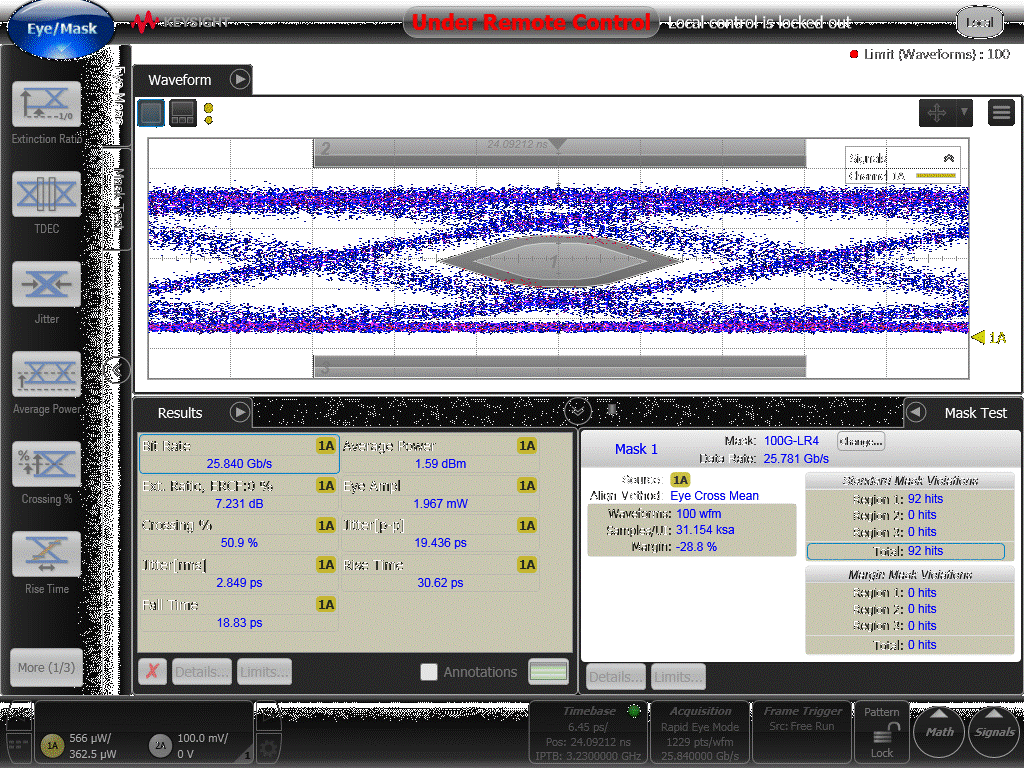 Eye/Mask
KEYSIGHT
Under Remote Control
Local control is locked out
Local
Limit (Waveforms) : 100
Waveform
Extinction Ratio
TDEC
Jitter
Average Power
Crossing %
Rise Time
More (1/3)
2
24.09212 ns
Signals
Channel 1A
1
3
1A
Results
Mask Test
Bit Rate 1A
25.840 Gb/s
Average Power 1A
1.59 dBm
Ext. Ratio, ERCF:0 % 1A
7.231 dB
Eye Ampl 1A
1.967 mW
Crossing % 1A
50.9 %
Jitter[p-p] 1A
19.436 ps
Jitter[rms] 1A
2.849 ps
Rise Time 1A
30.62 ps
Fall Time 1A
18.83 ps
Details... Limits...
Annotations
Mask 1
Mask: 100G-LR4 Change...
Data Rate: 25.781 Gb/s
Source: 1A
Align Method: Eye Cross Mean
Waveforms: 100 wfm
Samples/UI: 31.154 ksa
Margin: -28.8 %
Standard Mask Violations
Region 1: 92 hits
Region 2: 0 hits
Region 3: 0 hits
Total: 92 hits
Margin Mask Violations
Region 1: 0 hits
Region 2: 0 hits
Region 3: 0 hits
Total: 0 hits
Details... Limits...
1A 566 µW/
362.5 µW
2A 100.0 mV/
0 V
1
Timebase
6.45 ps/
Pos: 24.09212 ns
IPTB: 3.2300000 GHz
Acquisition
Rapid Eye Mode
1229 pts/wfm
25.840000 Gb/s
Frame Trigger
Src: Free Run
Pattern
Lock
Math
Signals